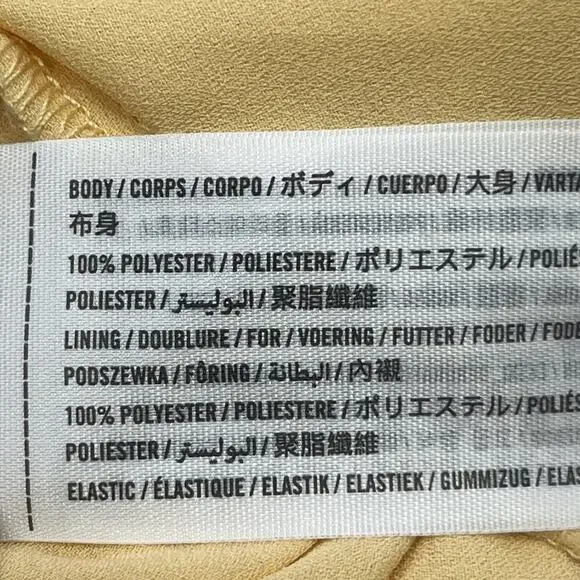 BODY / CORPS / CORPO / ボディ / CUERPO / 大身 / VARTA
布身
100% POLYESTER / POLIESTERE / ポリエステル / POLIÉS
POLIESTER / البوليستر / 聚脂纖維
LINING / DOUBLURE / FOR / VOERING / FUTTER / FODER / FODE
PODSZEWKA / FÔRING / البطانة / 內襯
100% POLYESTER / POLIESTERE / ポリエステル / POLIÉS
POLIESTER / البوليستر / 聚脂纖維
ELASTIC / ÉLASTIQUE / ELASTIK / ELASTIEK / GUMMIZUG / ELAS